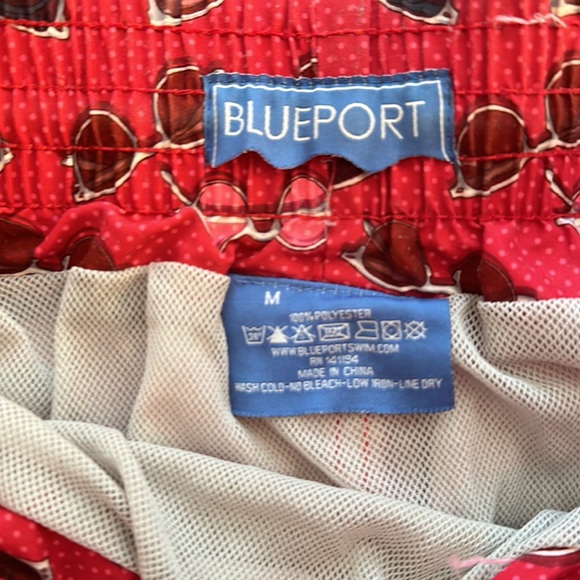 BLUEPORT
M
100% POLYESTER
WWW.BLUEPORTSWIM.COM
RN 141194
MADE IN CHINA
WASH COLD-NO BLEACH-LOW IRON-LINE DRY